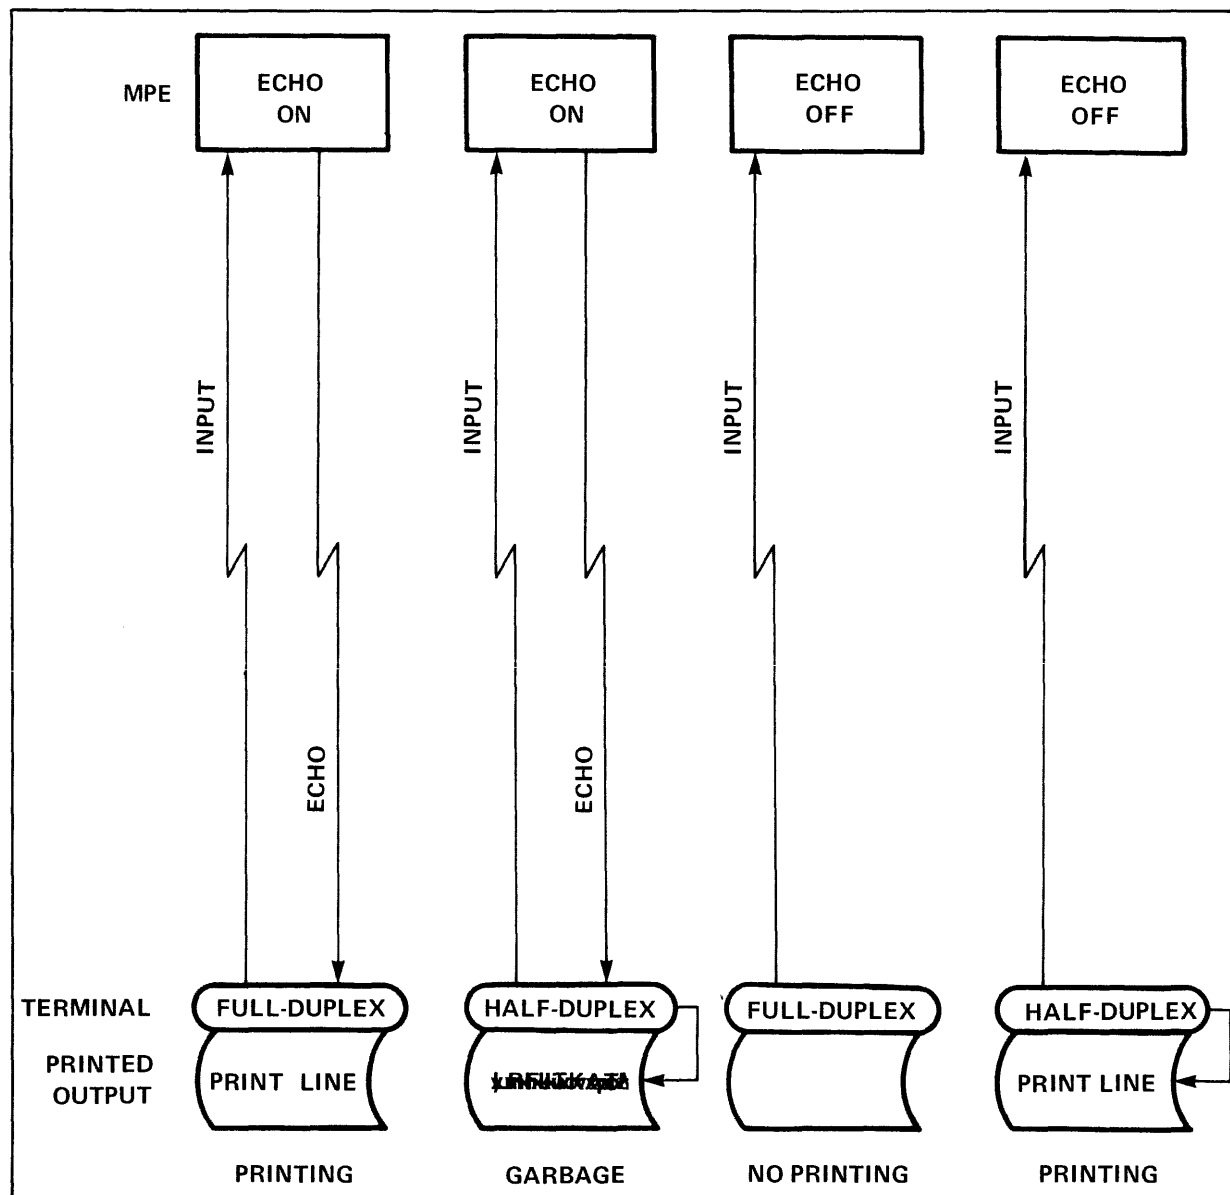 MPE
ECHO
ON
ECHO
ON
ECHO
OFF
ECHO
OFF
INPUT
INPUT
INPUT
INPUT
ECHO
ECHO
TERMINAL
FULL-DUPLEX
HALF-DUPLEX
FULL-DUPLEX
HALF-DUPLEX
PRINTED
OUTPUT
PRINT LINE
PRINT LINE
PRINTING
GARBAGE
NO PRINTING
PRINTING